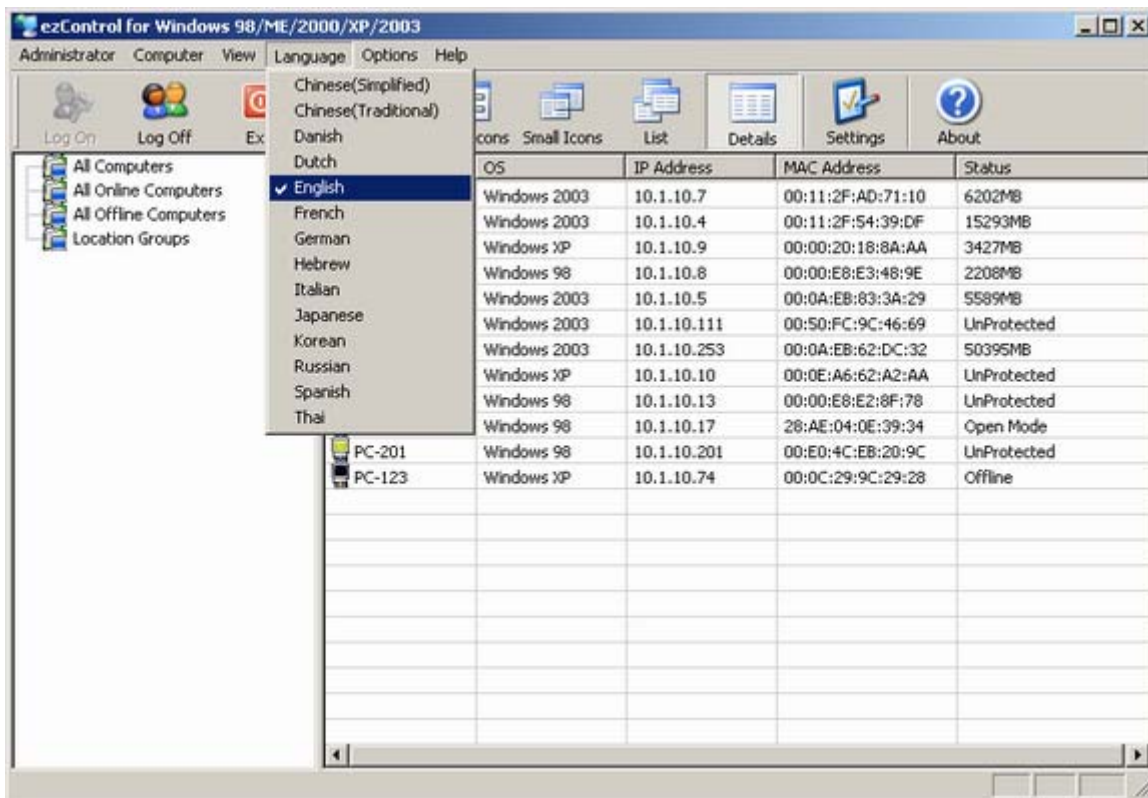 ezControl for Windows 98/ME/2000/XP/2003
Administrator Computer View Language Options Help
Log On Log Off Ex cons Small Icons List Details Settings About
Chinese(Simplified)
Chinese(Traditional)
Danish
Dutch
English
French
German
Hebrew
Italian
Japanese
Korean
Russian
Spanish
Thai
All Computers
All Online Computers
All Offline Computers
Location Groups
OS IP Address MAC Address Status
Windows 2003 10.1.10.7 00:11:2F:AD:71:10 6202MB
Windows 2003 10.1.10.4 00:11:2F:54:39:DF 15293MB
Windows XP 10.1.10.9 00:00:20:18:8A:AA 3427MB
Windows 98 10.1.10.8 00:00:E8:E3:48:9E 2208MB
Windows 2003 10.1.10.5 00:0A:EB:83:3A:29 5589MB
Windows 2003 10.1.10.111 00:50:FC:9C:46:69 UnProtected
Windows 2003 10.1.10.253 00:0A:EB:62:DC:32 50395MB
Windows XP 10.1.10.10 00:0E:A6:62:A2:AA UnProtected
Windows 98 10.1.10.13 00:00:E8:E2:8F:78 UnProtected
Windows 98 10.1.10.17 28:AE:04:0E:39:34 Open Mode
PC-201 Windows 98 10.1.10.201 00:E0:4C:EB:20:9C UnProtected
PC-123 Windows XP 10.1.10.74 00:0C:29:9C:29:28 Offline